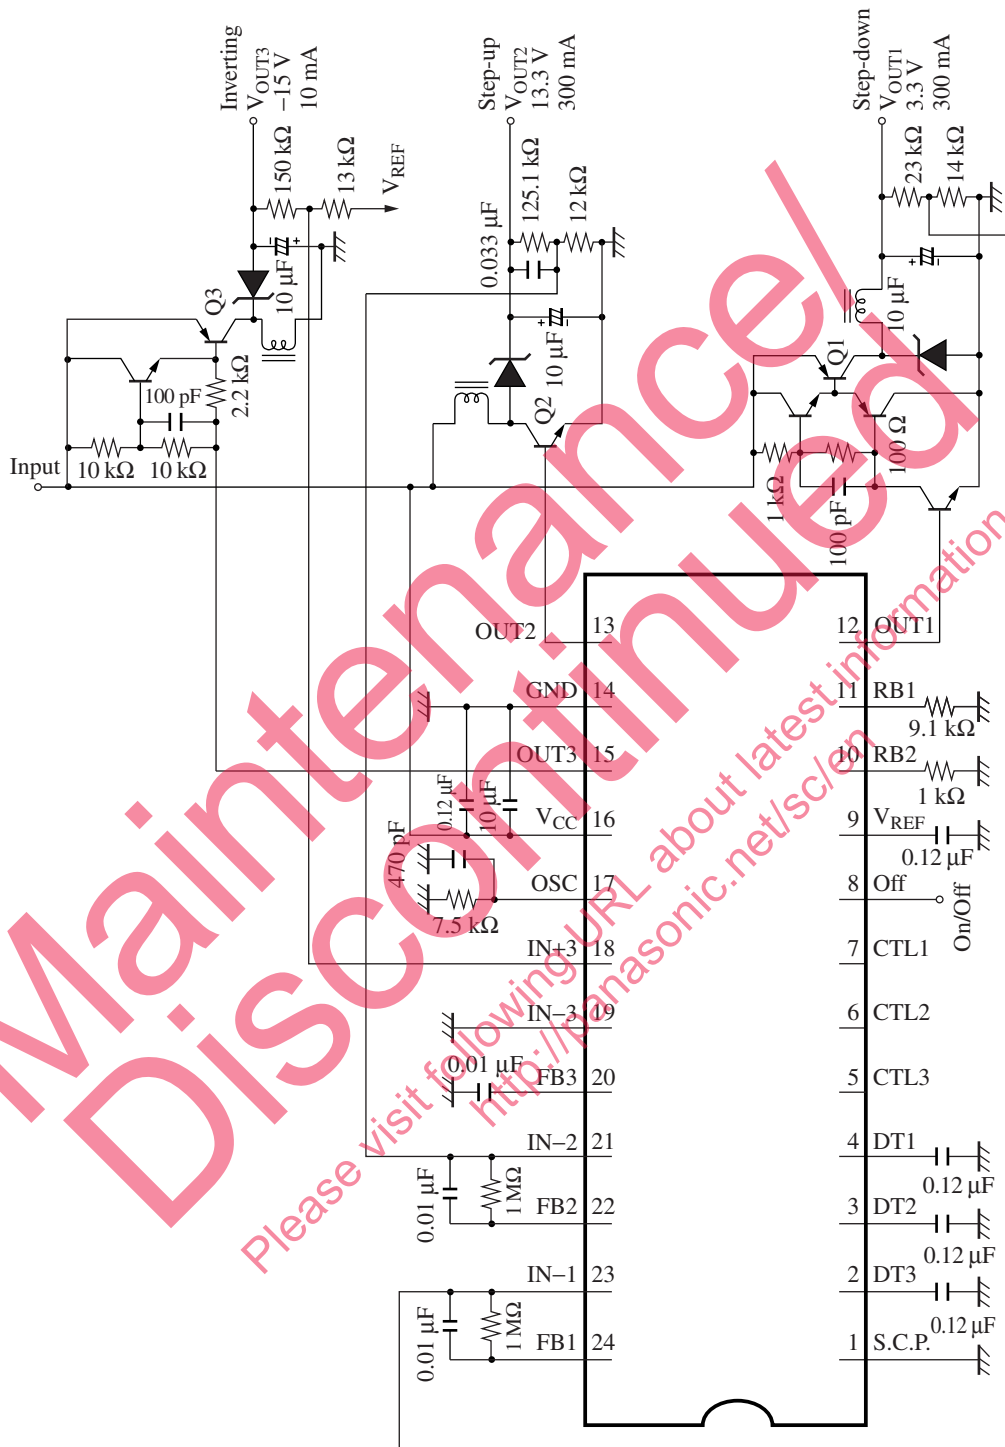 Inverting
VOUT3
−15 V
10 mA
150 kΩ
13 kΩ
VREF
10 µF
Q3
2.2 kΩ
100 pF
10 kΩ
10 kΩ
Input
Step-up
VOUT2
13.3 V
300 mA
0.033 µF
125.1 kΩ
12 kΩ
10 µF
Q2
Step-down
VOUT1
3.3 V
300 mA
23 kΩ
14 kΩ
10 µF
Q1
100 Ω
1 kΩ
100 pF
OUT2 13
GND 14
OUT3 15
VCC 16
OSC 17
IN+3 18
IN−3 19
FB3 20
IN−2 21
FB2 22
IN−1 23
FB1 24
0.12 µF
10 µF
470 pF
7.5 kΩ
0.01 µF
0.01 µF
1 MΩ
0.01 µF
1 MΩ
12 OUT1
11 RB1
9.1 kΩ
10 RB2
1 kΩ
9 VREF
0.12 µF
8 Off
On/Off
7 CTL1
6 CTL2
5 CTL3
4 DT1
0.12 µF
3 DT2
0.12 µF
2 DT3
0.12 µF
1 S.C.P.
Maintenance/
Discontinued
Please visit following URL about latest information
http://panasonic.net/sc/en